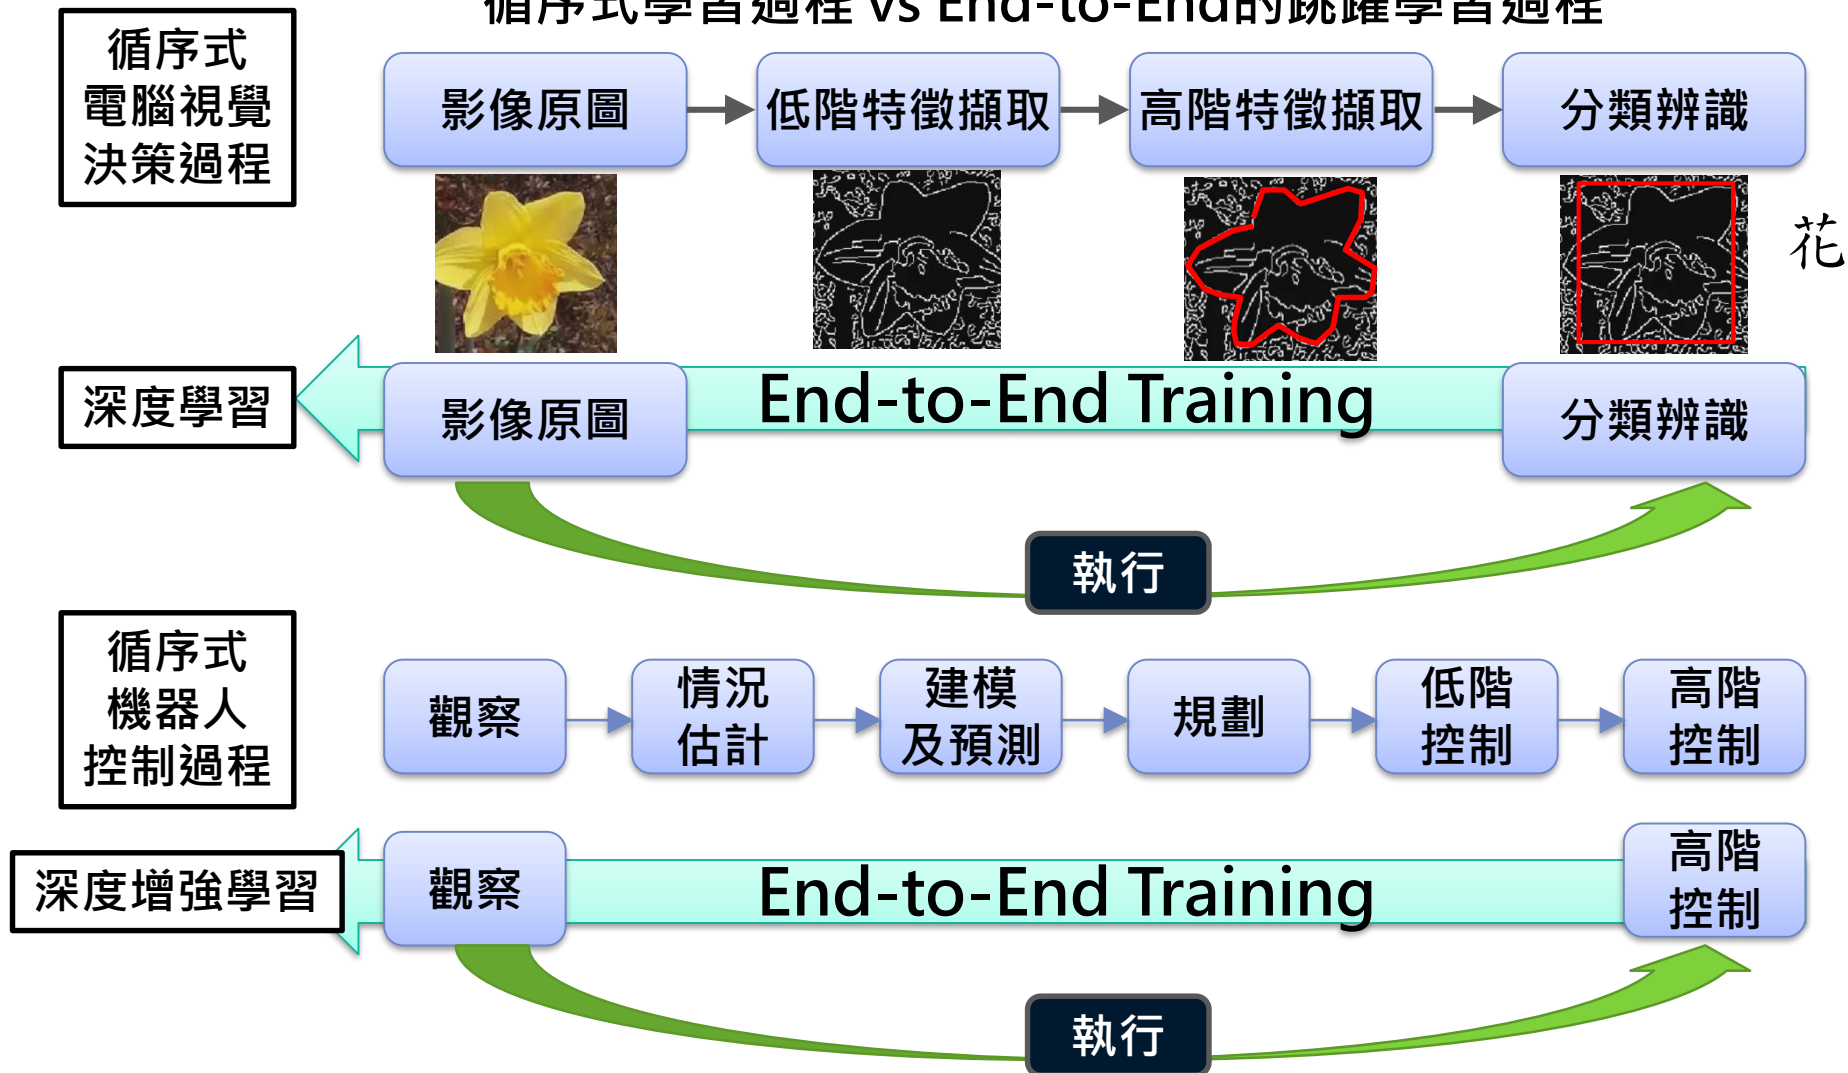 循序式學習過程 vs End-to-End的跳躍學習過程
循序式
電腦視覺
決策過程
影像原圖
低階特徵擷取
高階特徵擷取
分類辨識
花
深度學習
影像原圖
End-to-End Training
分類辨識
執行
循序式
機器人
控制過程
觀察
情況
估計
建模
及預測
規劃
低階
控制
高階
控制
深度增強學習
觀察
End-to-End Training
高階
控制
執行